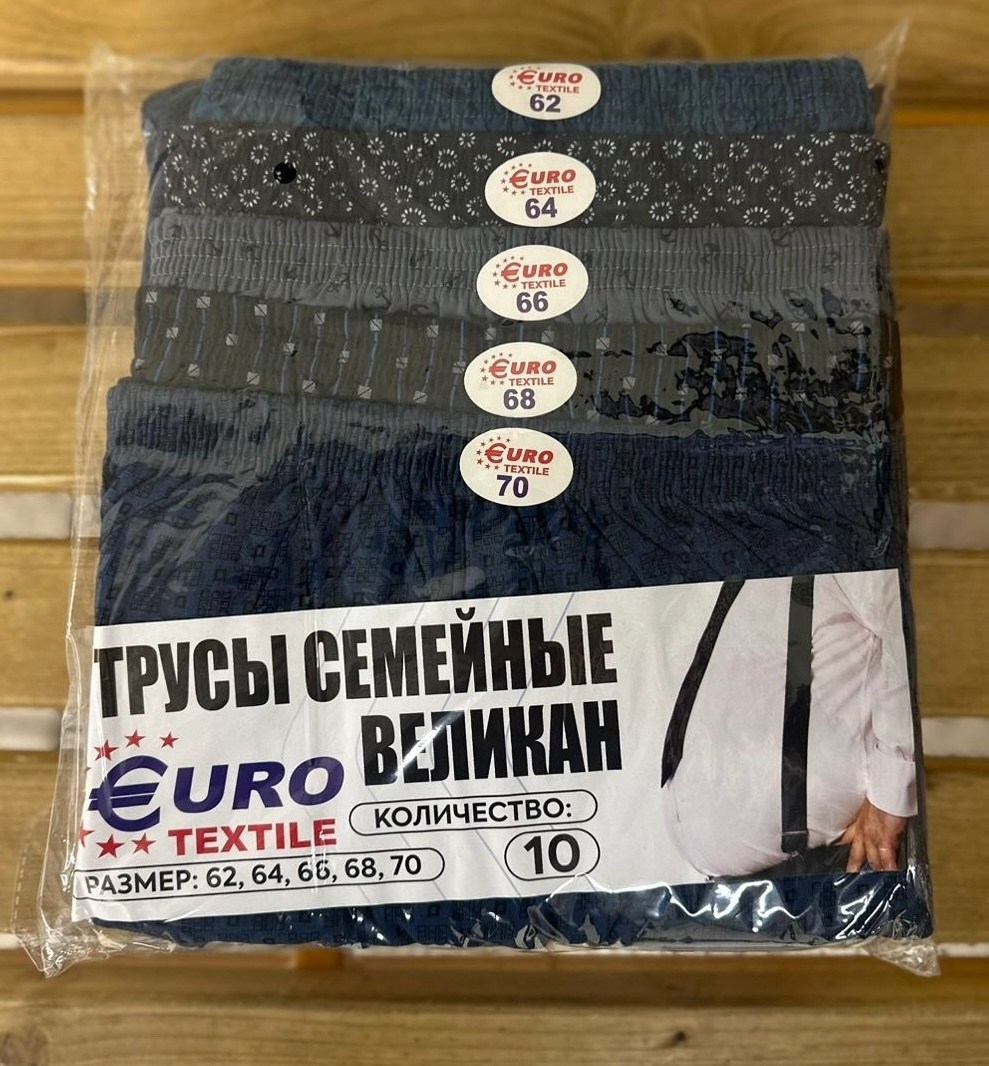 €URO
TEXTILE
62
€URO
TEXTILE
64
€URO
TEXTILE
66
€URO
TEXTILE
68
€URO
TEXTILE
70
ТРУСЫ СЕМЕЙНЫЕ
ВЕЛИКАН
€URO
TEXTILE
КОЛИЧЕСТВО:
10
РАЗМЕР: 62, 64, 66, 68, 70